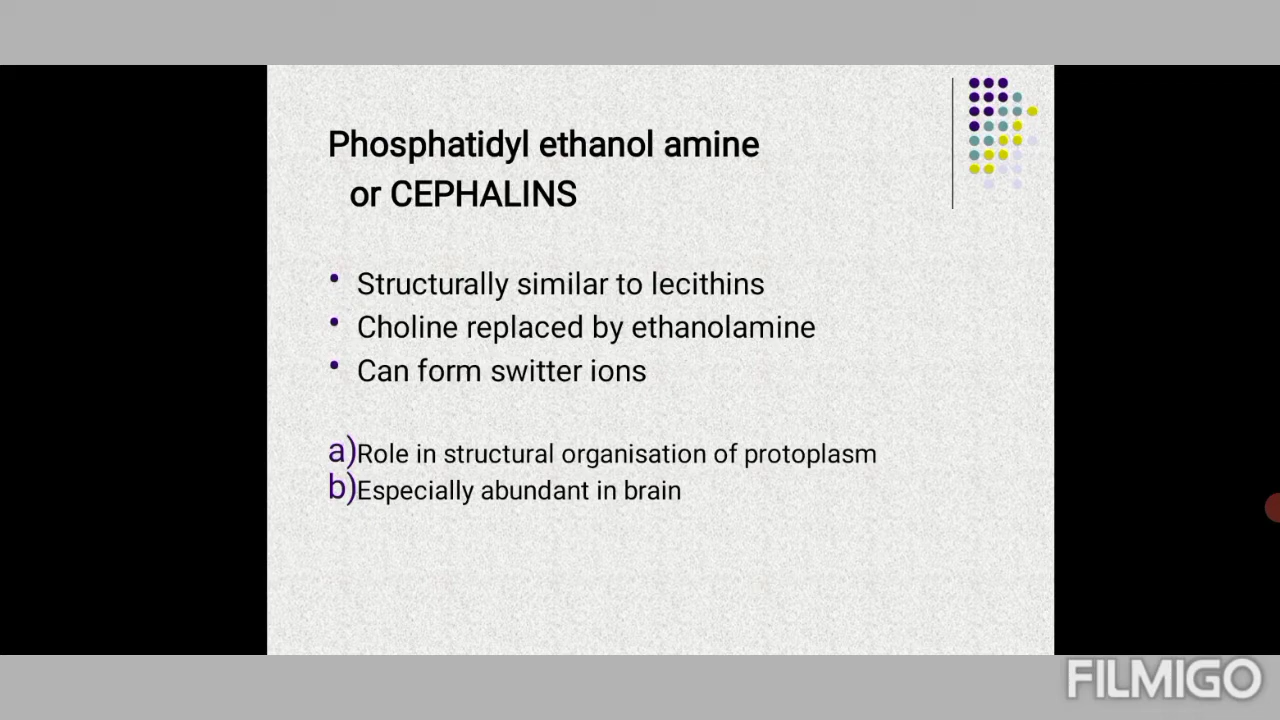 Phosphatidyl ethanol amine
or CEPHALINS
• Structurally similar to lecithins
• Choline replaced by ethanolamine
• Can form switter ions
a)Role in structural organisation of protoplasm
b)Especially abundant in brain
FILMIGO